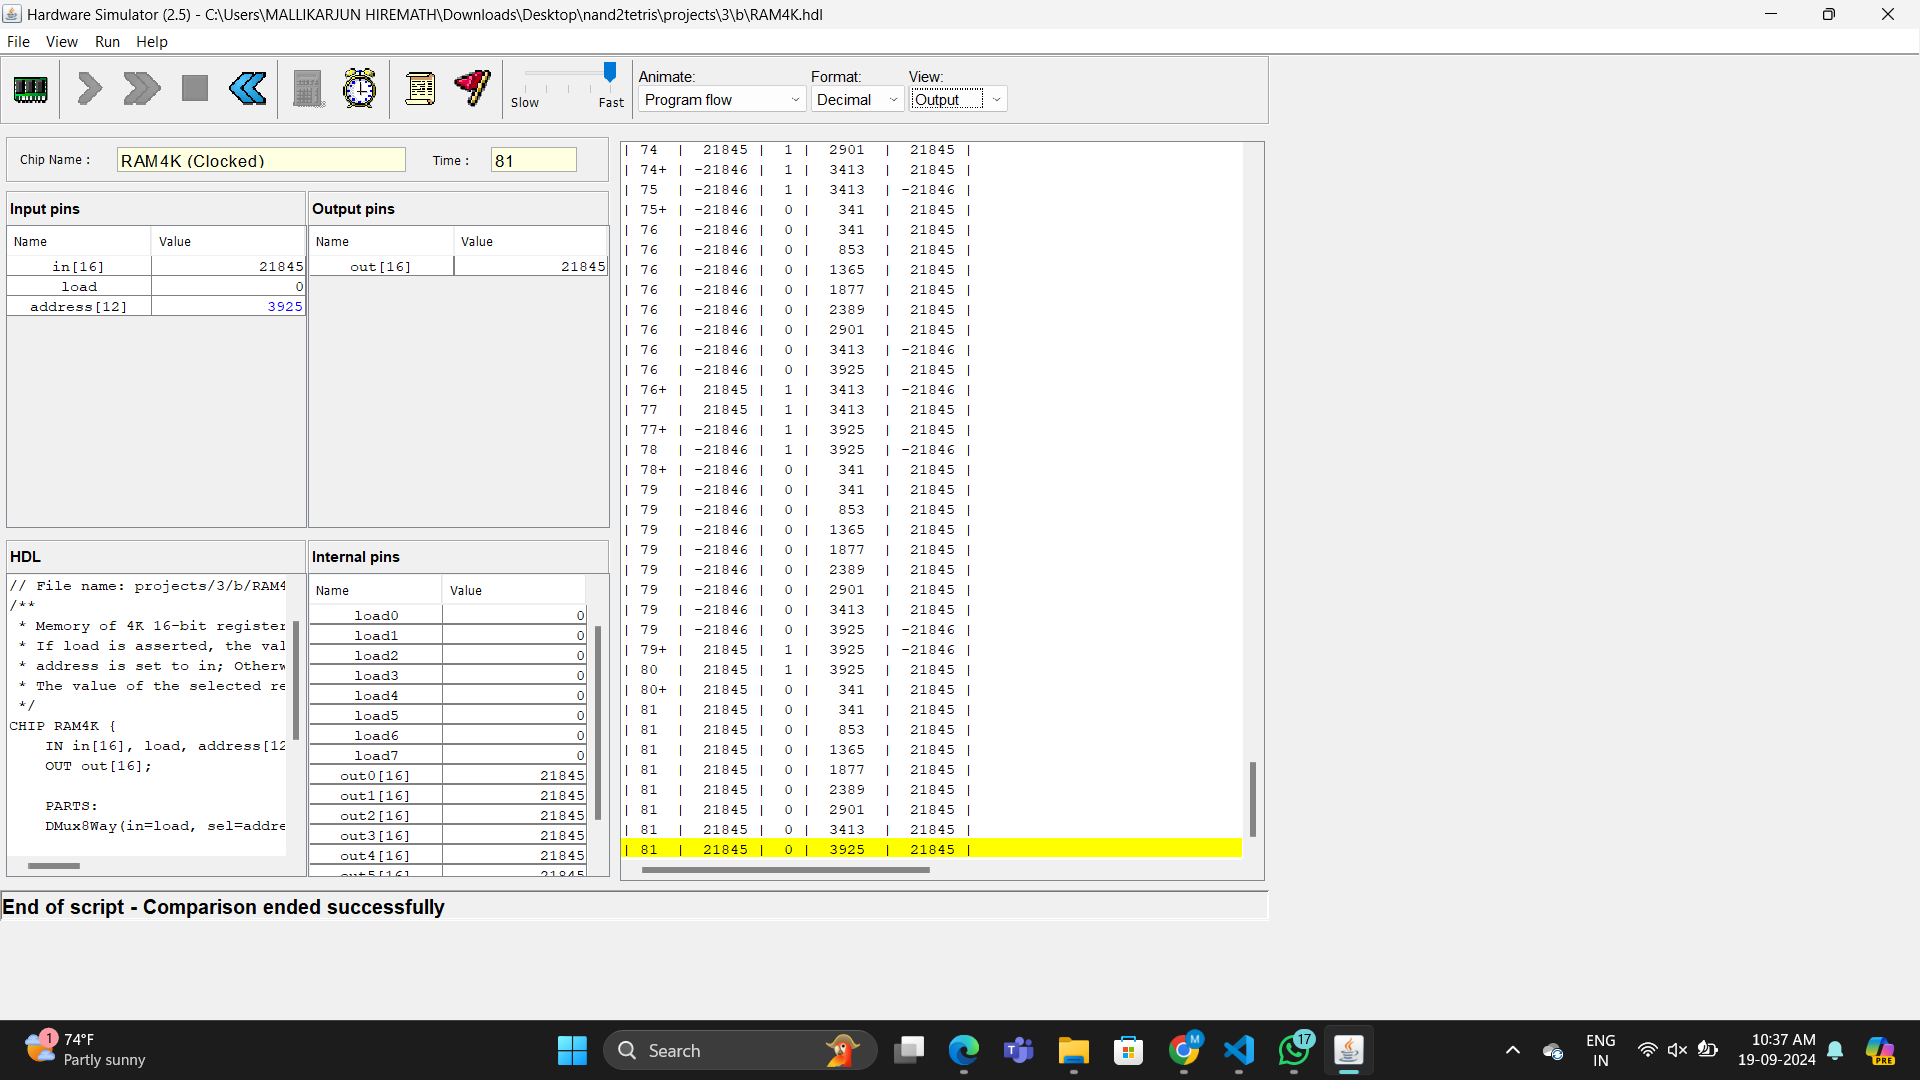 Hardware Simulator (2.5) - C:\Users\MALLIKARJUN HIREMATH\Downloads\Desktop\nand2tetris\projects\3\b\RAM4K.hdl
File View Run Help
Slow Fast
Animate: Format: View:
Program flow Decimal Output
Chip Name : RAM4K (Clocked) Time : 81
Input pins
Name Value
in[16] 21845
load 0
address[12] 3925
Output pins
Name Value
out[16] 21845
HDL
// File name: projects/3/b/RAM4
/**
* Memory of 4K 16-bit register
* If load is asserted, the val
* address is set to in; Otherw
* The value of the selected re
*/
CHIP RAM4K {
IN in[16], load, address[12
OUT out[16];
PARTS:
DMux8Way(in=load, sel=addre
Internal pins
Name Value
load0 0
load1 0
load2 0
load3 0
load4 0
load5 0
load6 0
load7 0
out0[16] 21845
out1[16] 21845
out2[16] 21845
out3[16] 21845
out4[16] 21845
out5[16] 21845
| 74 | 21845 | 1 | 2901 | 21845 |
| 74+ | -21846 | 1 | 3413 | 21845 |
| 75 | -21846 | 1 | 3413 | -21846 |
| 75+ | -21846 | 0 | 341 | 21845 |
| 76 | -21846 | 0 | 341 | 21845 |
| 76 | -21846 | 0 | 853 | 21845 |
| 76 | -21846 | 0 | 1365 | 21845 |
| 76 | -21846 | 0 | 1877 | 21845 |
| 76 | -21846 | 0 | 2389 | 21845 |
| 76 | -21846 | 0 | 2901 | 21845 |
| 76 | -21846 | 0 | 3413 | -21846 |
| 76 | -21846 | 0 | 3925 | 21845 |
| 76+ | 21845 | 1 | 3413 | -21846 |
| 77 | 21845 | 1 | 3413 | 21845 |
| 77+ | -21846 | 1 | 3925 | 21845 |
| 78 | -21846 | 1 | 3925 | -21846 |
| 78+ | -21846 | 0 | 341 | 21845 |
| 79 | -21846 | 0 | 341 | 21845 |
| 79 | -21846 | 0 | 853 | 21845 |
| 79 | -21846 | 0 | 1365 | 21845 |
| 79 | -21846 | 0 | 1877 | 21845 |
| 79 | -21846 | 0 | 2389 | 21845 |
| 79 | -21846 | 0 | 2901 | 21845 |
| 79 | -21846 | 0 | 3413 | 21845 |
| 79 | -21846 | 0 | 3925 | -21846 |
| 79+ | 21845 | 1 | 3925 | -21846 |
| 80 | 21845 | 1 | 3925 | 21845 |
| 80+ | 21845 | 0 | 341 | 21845 |
| 81 | 21845 | 0 | 341 | 21845 |
| 81 | 21845 | 0 | 853 | 21845 |
| 81 | 21845 | 0 | 1365 | 21845 |
| 81 | 21845 | 0 | 1877 | 21845 |
| 81 | 21845 | 0 | 2389 | 21845 |
| 81 | 21845 | 0 | 2901 | 21845 |
| 81 | 21845 | 0 | 3413 | 21845 |
| 81 | 21845 | 0 | 3925 | 21845 |
End of script - Comparison ended successfully
1 74°F
Partly sunny
Search
M
17
ENG
IN
10:37 AM
19-09-2024
PRE